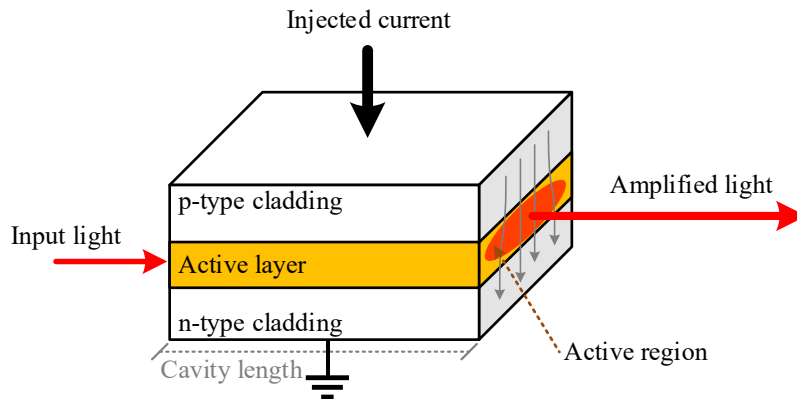 Injected current
p-type cladding
Amplified light
Input light
Active layer
n-type cladding
Active region
Cavity length